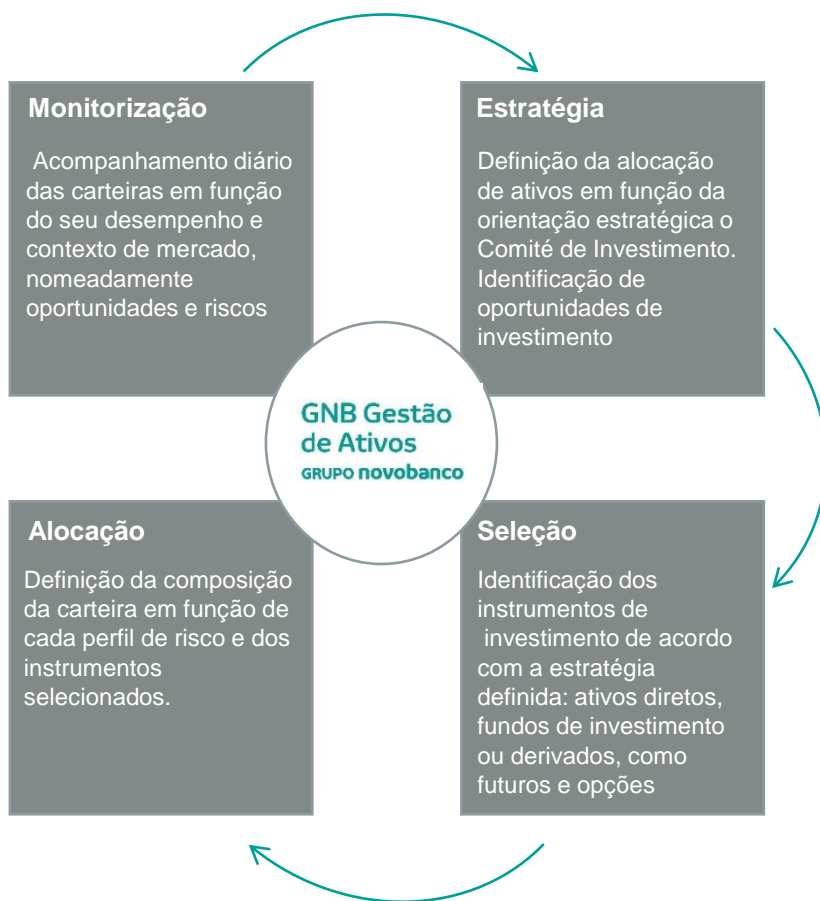 Monitorização
Acompanhamento diário
das carteiras em função
do seu desempenho e
contexto de mercado,
nomeadamente
oportunidades e riscos
Estratégia
Definição da alocação
de ativos em função da
orientação estratégica o
Comité de Investimento.
Identificação de
oportunidades de
investimento
GNB Gestão
de Ativos
GRUPO novobanco
Alocação
Definição da composição
da carteira em função de
cada perfil de risco e dos
instrumentos
selecionados.
Seleção
Identificação dos
instrumentos de
investimento de acordo
com a estratégia
definida: ativos diretos,
fundos de investimento
ou derivados, como
futuros e opções